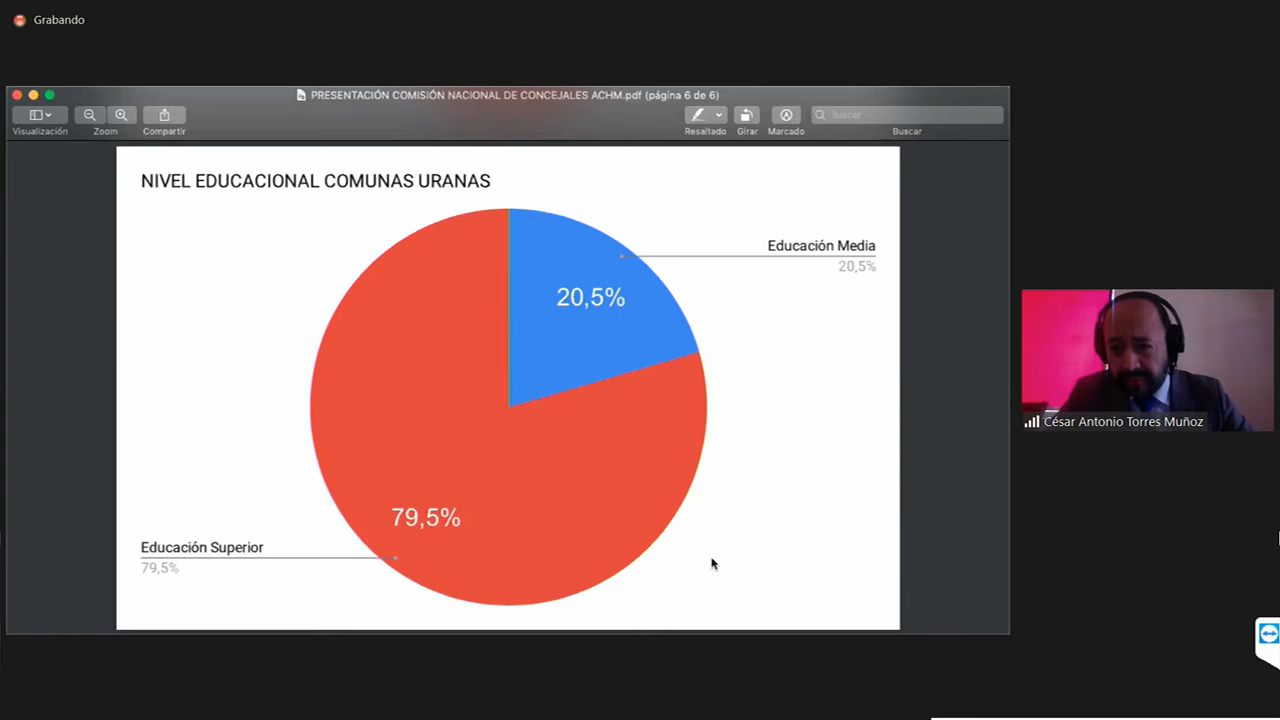 Grabando
PRESENTACIÓN COMISIÓN NACIONAL DE CONCEJALES ACHM.pdf (página 6 de 6)
Visualización
Zoom
Compartir
Resaltado
Girar
Marcado
Buscar
Buscar
NIVEL EDUCACIONAL COMUNAS URANAS
Educación Media
20,5%
20,5%
79,5%
Educación Superior
79,5%
César Antonio Torres Muñoz